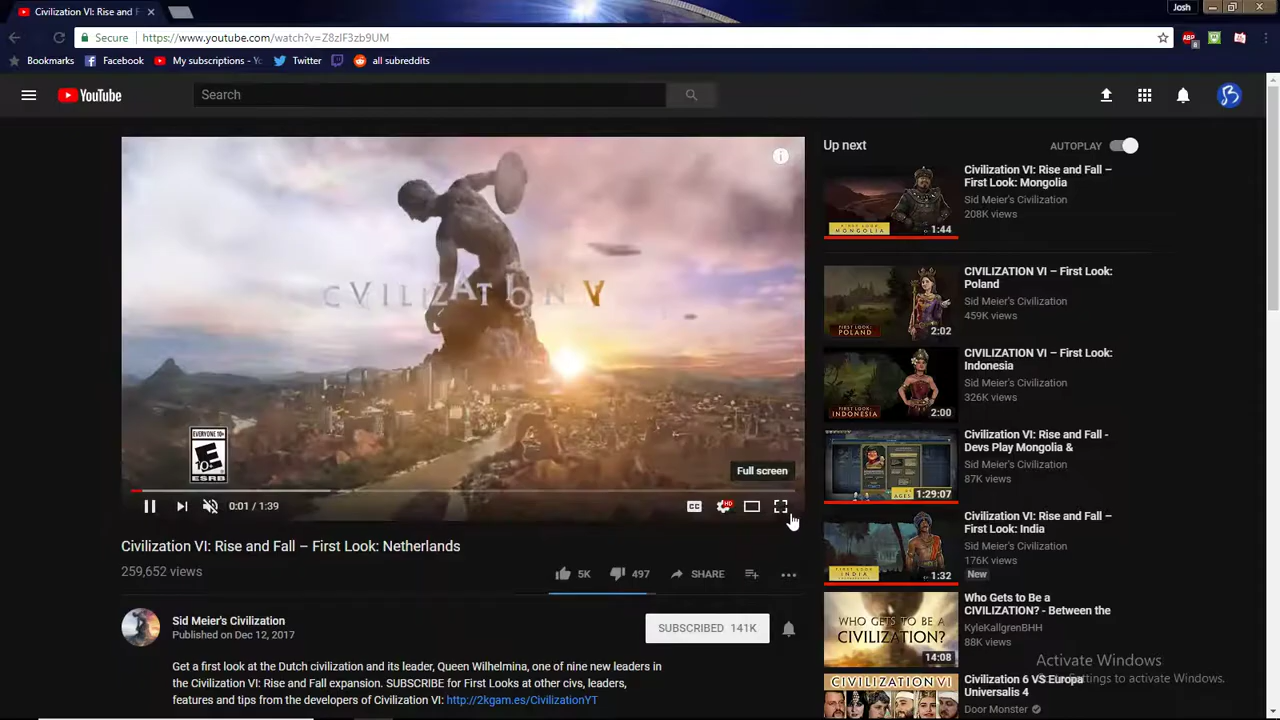 Civilization VI: Rise and F
Josh
Secure
https://www.youtube.com/watch?v=Z8zIF3zb9UM
ABP
8
Bookmarks
Facebook
My subscriptions - Yo
Twitter
all subreddits
YouTube
Search
CVILIZATION V
EVERYONE 10+
E
10+
ESRB
Full screen
0:01 / 1:39
CC
HD
Civilization VI: Rise and Fall – First Look: Netherlands
259,652 views
5K
497
SHARE
Sid Meier's Civilization
Published on Dec 12, 2017
SUBSCRIBED 141K
Get a first look at the Dutch civilization and its leader, Queen Wilhelmina, one of nine new leaders in
the Civilization VI: Rise and Fall expansion. SUBSCRIBE for First Looks at other civs, leaders,
features and tips from the developers of Civilization VI: http://2kgam.es/CivilizationYT
Up next
AUTOPLAY
FIRST LOOK
MONGOLIA
1:44
Civilization VI: Rise and Fall –
First Look: Mongolia
Sid Meier's Civilization
208K views
FIRST LOOK:
POLAND
2:02
CIVILIZATION VI – First Look:
Poland
Sid Meier's Civilization
459K views
FIRST LOOK:
INDONESIA
2:00
CIVILIZATION VI – First Look:
Indonesia
Sid Meier's Civilization
326K views
AGES
1:29:07
Civilization VI: Rise and Fall -
Devs Play Mongolia &
Sid Meier's Civilization
87K views
FIRST LOOK
INDIA
1:32
Civilization VI: Rise and Fall –
First Look: India
Sid Meier's Civilization
176K views
New
WHO GETS TO BE A
CIVILIZATION?
14:08
Who Gets to Be a
CIVILIZATION? - Between the
KyleKallgrenBHH
88K views
CIVILIZATION VI
Civilization 6 VS Europa
Universalis 4
Door Monster
Activate Windows
Go to Settings to activate Windows.